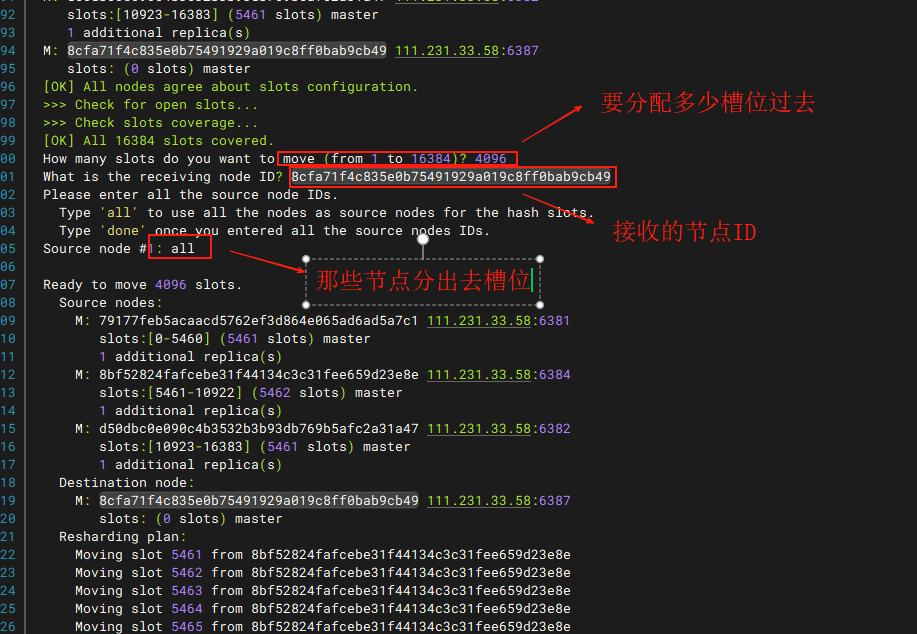 92 slots:[10923-16383] (5461 slots) master
93 1 additional replica(s)
94 M: 8cfa71f4c835e0b75491929a019c8ff0bab9cb49 111.231.33.58:6387
95 slots: (0 slots) master
96 [OK] All nodes agree about slots configuration.
97 >>> Check for open slots...
98 >>> Check slots coverage...
99 [OK] All 16384 slots covered.
要分配多少槽位过去
00 How many slots do you want to move (from 1 to 16384)? 4096
01 What is the receiving node ID? 8cfa71f4c835e0b75491929a019c8ff0bab9cb49
02 Please enter all the source node IDs.
03 Type 'all' to use all the nodes as source nodes for the hash slots.
04 Type 'done' once you entered all the source nodes IDs.
接收的节点ID
05 Source node #1: all
06
那些节点分出去槽位
07 Ready to move 4096 slots.
08 Source nodes:
09 M: 79177feb5acaacd5762ef3d864e065ad6ad5a7c1 111.231.33.58:6381
10 slots:[0-5460] (5461 slots) master
11 1 additional replica(s)
12 M: 8bf52824fafcebe31f44134c3c31fee659d23e8e 111.231.33.58:6384
13 slots:[5461-10922] (5462 slots) master
14 1 additional replica(s)
15 M: d50dbc0e090c4b3532b3b93db769b5afc2a31a47 111.231.33.58:6382
16 slots:[10923-16383] (5461 slots) master
17 1 additional replica(s)
18 Destination node:
19 M: 8cfa71f4c835e0b75491929a019c8ff0bab9cb49 111.231.33.58:6387
20 slots: (0 slots) master
21 Resharding plan:
22 Moving slot 5461 from 8bf52824fafcebe31f44134c3c31fee659d23e8e
23 Moving slot 5462 from 8bf52824fafcebe31f44134c3c31fee659d23e8e
24 Moving slot 5463 from 8bf52824fafcebe31f44134c3c31fee659d23e8e
25 Moving slot 5464 from 8bf52824fafcebe31f44134c3c31fee659d23e8e
26 Moving slot 5465 from 8bf52824fafcebe31f44134c3c31fee659d23e8e